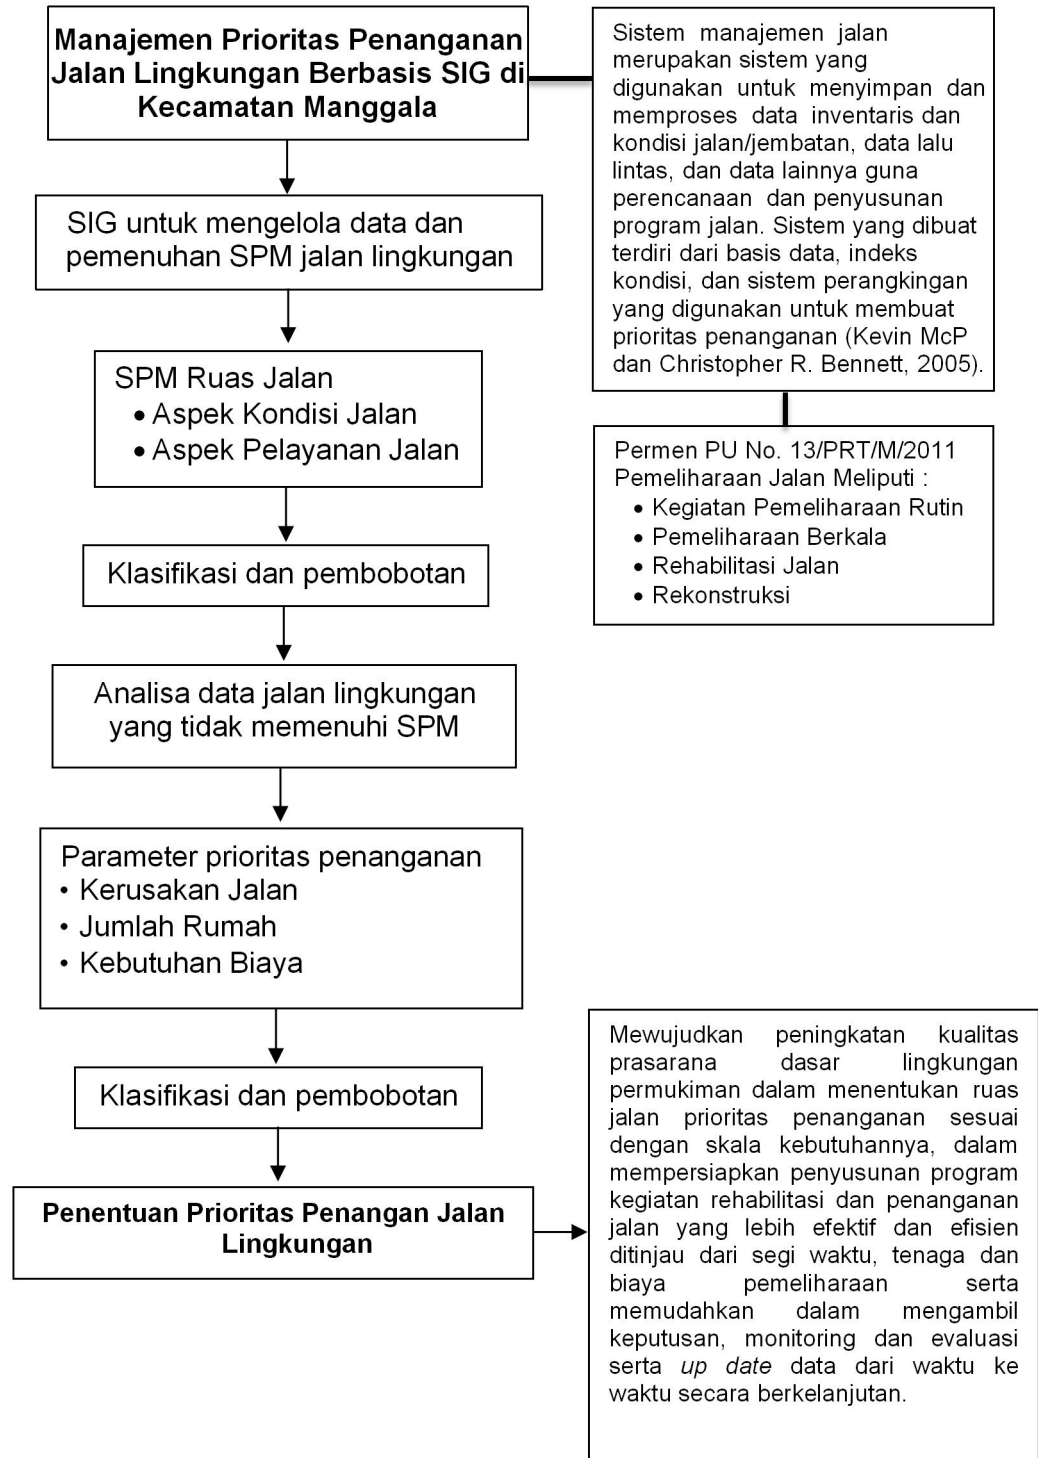 Manajemen Prioritas Penanganan
Jalan Lingkungan Berbasis SIG di
Kecamatan Manggala
Sistem manajemen jalan
merupakan sistem yang
digunakan untuk menyimpan dan
memproses data inventaris dan
kondisi jalan/jembatan, data lalu
lintas, dan data lainnya guna
perencanaan dan penyusunan
program jalan. Sistem yang dibuat
terdiri dari basis data, indeks
kondisi, dan sistem perangkingan
yang digunakan untuk membuat
prioritas penanganan (Kevin McP
dan Christopher R. Bennett, 2005).
SIG untuk mengelola data dan
pemenuhan SPM jalan lingkungan
SPM Ruas Jalan
• Aspek Kondisi Jalan
• Aspek Pelayanan Jalan
Permen PU No. 13/PRT/M/2011
Pemeliharaan Jalan Meliputi :
• Kegiatan Pemeliharaan Rutin
• Pemeliharaan Berkala
• Rehabilitasi Jalan
• Rekonstruksi
Klasifikasi dan pembobotan
Analisa data jalan lingkungan
yang tidak memenuhi SPM
Parameter prioritas penanganan
• Kerusakan Jalan
• Jumlah Rumah
• Kebutuhan Biaya
Klasifikasi dan pembobotan
Penentuan Prioritas Penangan Jalan
Lingkungan
Mewujudkan peningkatan kualitas
prasarana dasar lingkungan
permukiman dalam menentukan ruas
jalan prioritas penanganan sesuai
dengan skala kebutuhannya, dalam
mempersiapkan penyusunan program
kegiatan rehabilitasi dan penanganan
jalan yang lebih efektif dan efisien
ditinjau dari segi waktu, tenaga dan
biaya pemeliharaan serta
memudahkan dalam mengambil
keputusan, monitoring dan evaluasi
serta up date data dari waktu ke
waktu secara berkelanjutan.